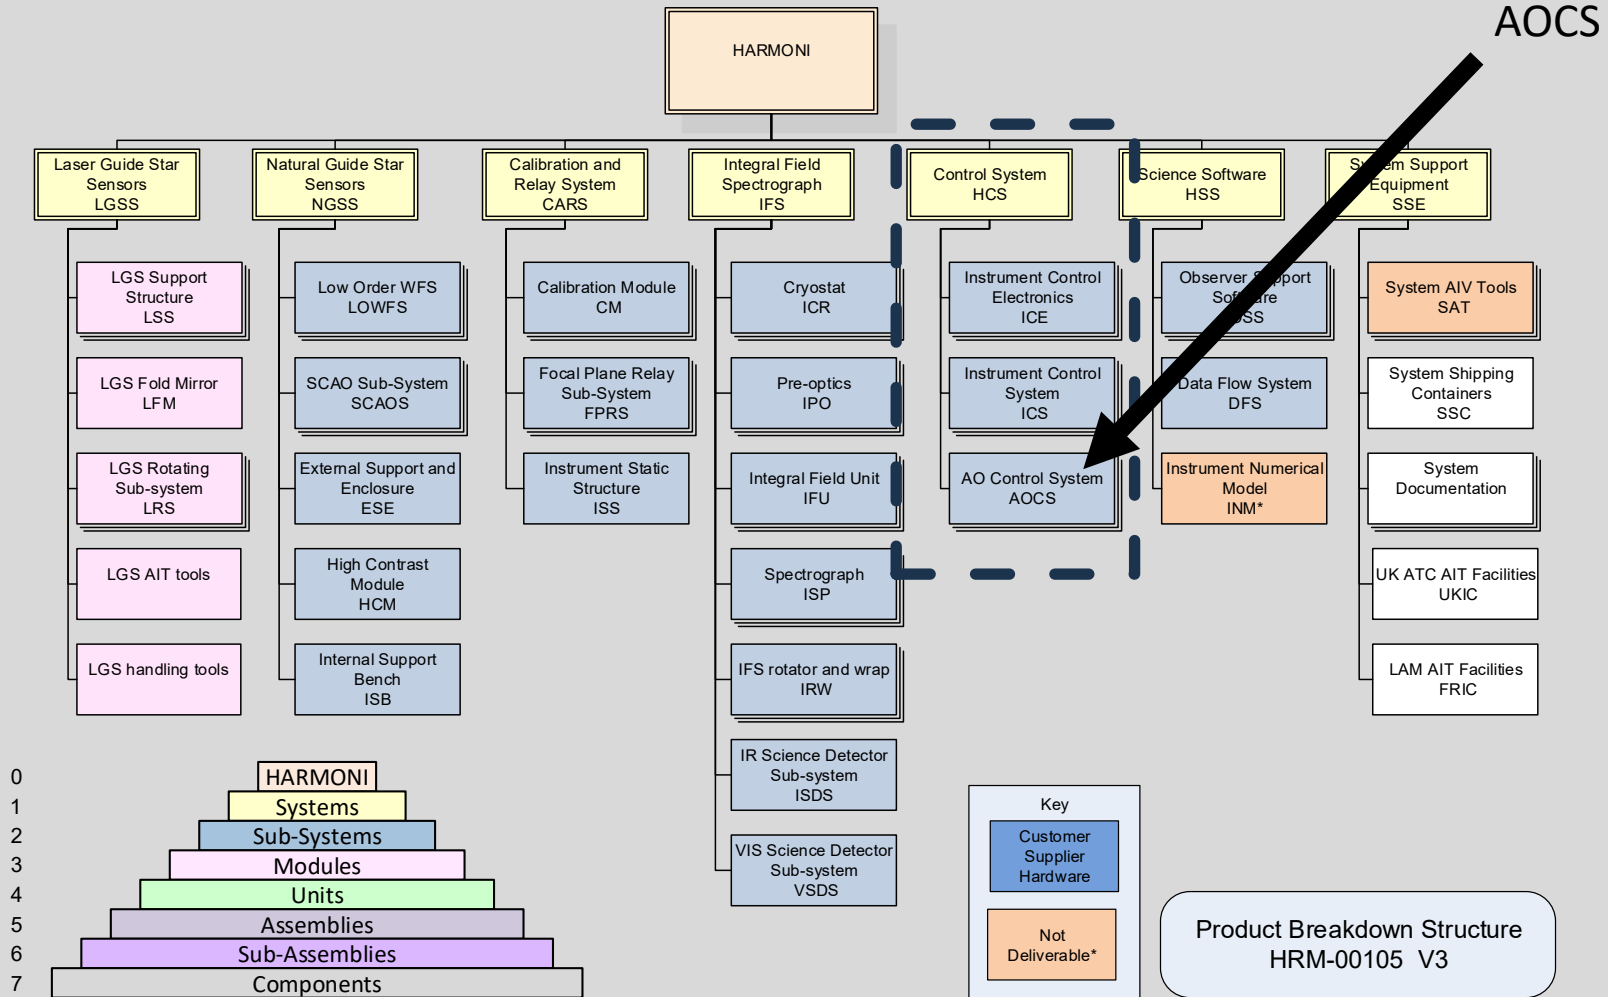 AOCS
HARMONI
Laser Guide Star
Sensors
LGSS
Natural Guide Star
Sensors
NGSS
Calibration and
Relay System
CARS
Integral Field
Spectrograph
IFS
Control System
HCS
Science Software
HSS
System Support
Equipment
SSE
LGS Support
Structure
LSS
LGS Fold Mirror
LFM
LGS Rotating
Sub-system
LRS
LGS AIT tools
LGS handling tools
Low Order WFS
LOWFS
SCAO Sub-System
SCAOS
External Support and
Enclosure
ESE
High Contrast
Module
HCM
Internal Support
Bench
ISB
Calibration Module
CM
Focal Plane Relay
Sub-System
FPRS
Instrument Static
Structure
ISS
Cryostat
ICR
Pre-optics
IPO
Integral Field Unit
IFU
Spectrograph
ISP
IFS rotator and wrap
IRW
IR Science Detector
Sub-system
ISDS
VIS Science Detector
Sub-system
VSDS
Instrument Control
Electronics
ICE
Instrument Control
System
ICS
AO Control System
AOCS
Observer Support
Software
Data Flow System
DFS
Instrument Numerical
Model
INM*
System AIV Tools
SAT
System Shipping
Containers
SSC
System
Documentation
UK ATC AIT Facilities
UKIC
LAM AIT Facilities
FRIC
0 HARMONI
1 Systems
2 Sub-Systems
3 Modules
4 Units
5 Assemblies
6 Sub-Assemblies
7 Components
Key
Customer
Supplier
Hardware
Not
Deliverable*
Product Breakdown Structure
HRM-00105 V3